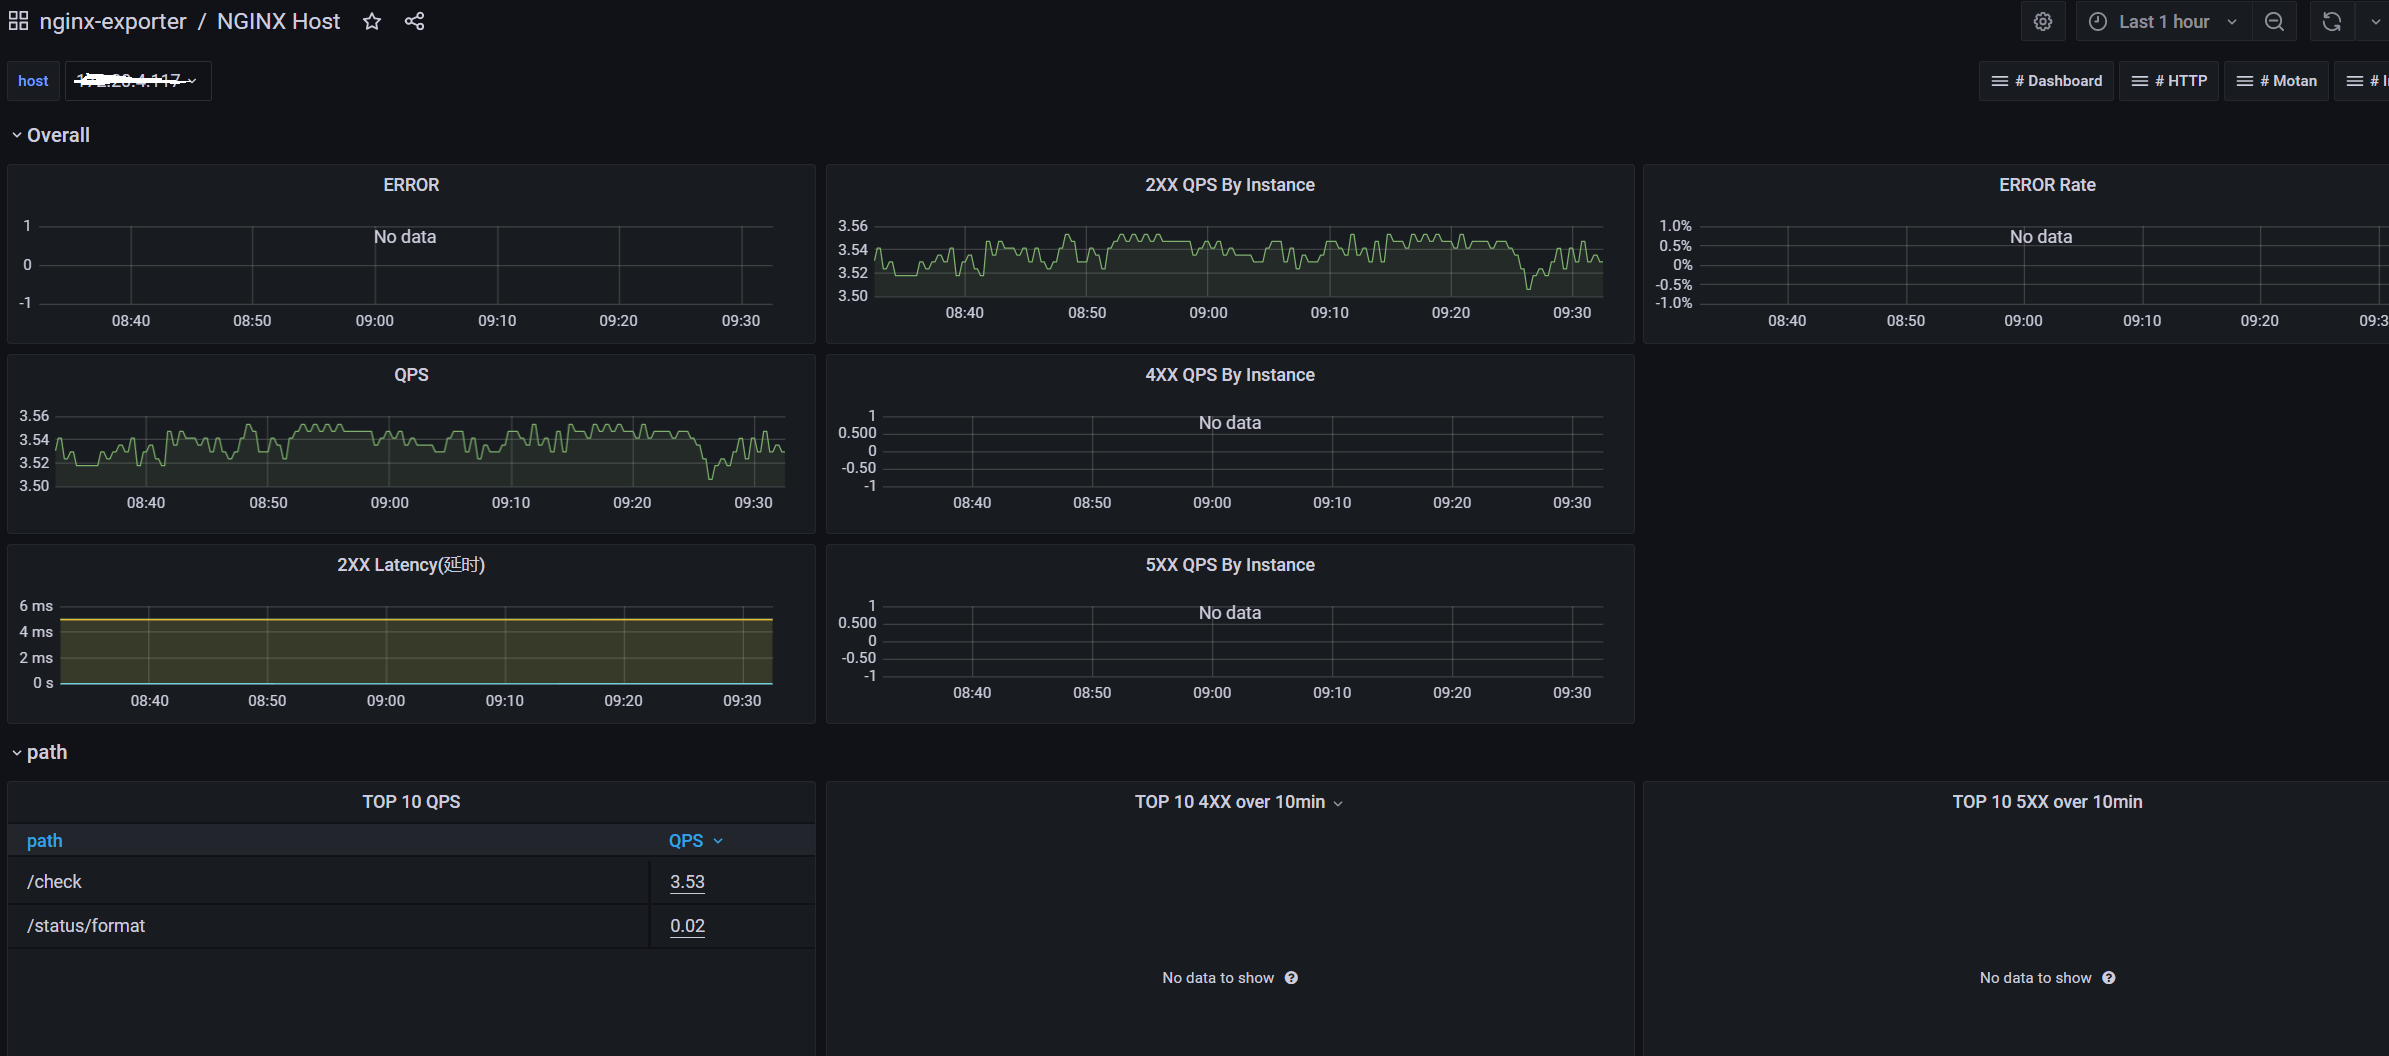 nginx-exporter / NGINX Host
Last 1 hour
host
# Dashboard
# HTTP
# Motan
Overall
ERROR
1
0
-1
No data
08:40 08:50 09:00 09:10 09:20 09:30
2XX QPS By Instance
3.56
3.54
3.52
3.50
08:40 08:50 09:00 09:10 09:20 09:30
ERROR Rate
1.0%
0.5%
0%
-0.5%
-1.0%
No data
08:40 08:50 09:00 09:10 09:20
QPS
3.56
3.54
3.52
3.50
08:40 08:50 09:00 09:10 09:20 09:30
4XX QPS By Instance
1
0.500
0
-0.50
-1
No data
08:40 08:50 09:00 09:10 09:20 09:30
2XX Latency(延时)
6 ms
4 ms
2 ms
0 s
08:40 08:50 09:00 09:10 09:20 09:30
5XX QPS By Instance
1
0.500
0
-0.50
-1
No data
08:40 08:50 09:00 09:10 09:20 09:30
path
TOP 10 QPS
path QPS
/check 3.53
/status/format 0.02
TOP 10 4XX over 10min
No data to show
TOP 10 5XX over 10min
No data to show